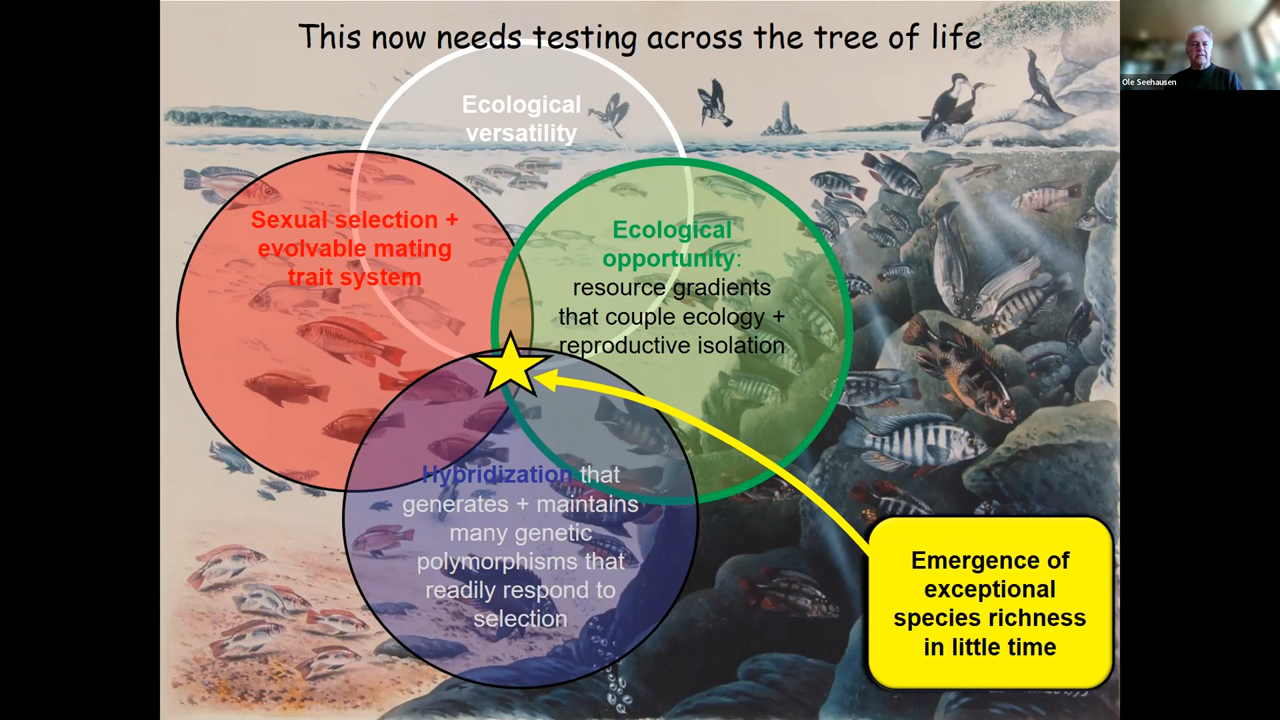 This now needs testing across the tree of life
Ole Seehausen
Ecological
versatility
Sexual selection +
evolvable mating
trait system
Ecological
opportunity:
resource gradients
that couple ecology +
reproductive isolation
Hybridization that
generates + maintains
many genetic
polymorphisms that
readily respond to
selection
Emergence of
exceptional
species richness
in little time